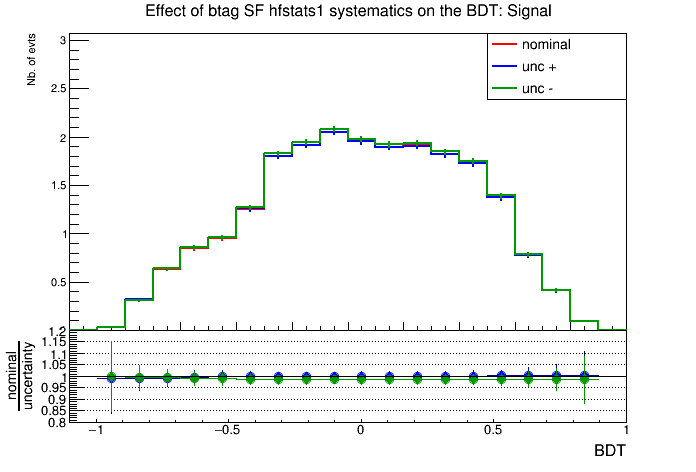 Effect of btag SF hfstats1 systematics on the BDT: Signal
Nb. of evts
3
2.5
2
1.5
1
0.5
nominal
unc +
unc -
nominal
uncertainty
1.2
1.15
1.1
1.05
1
0.95
0.9
0.85
0.8
−1
−0.5
0
0.5
1
BDT